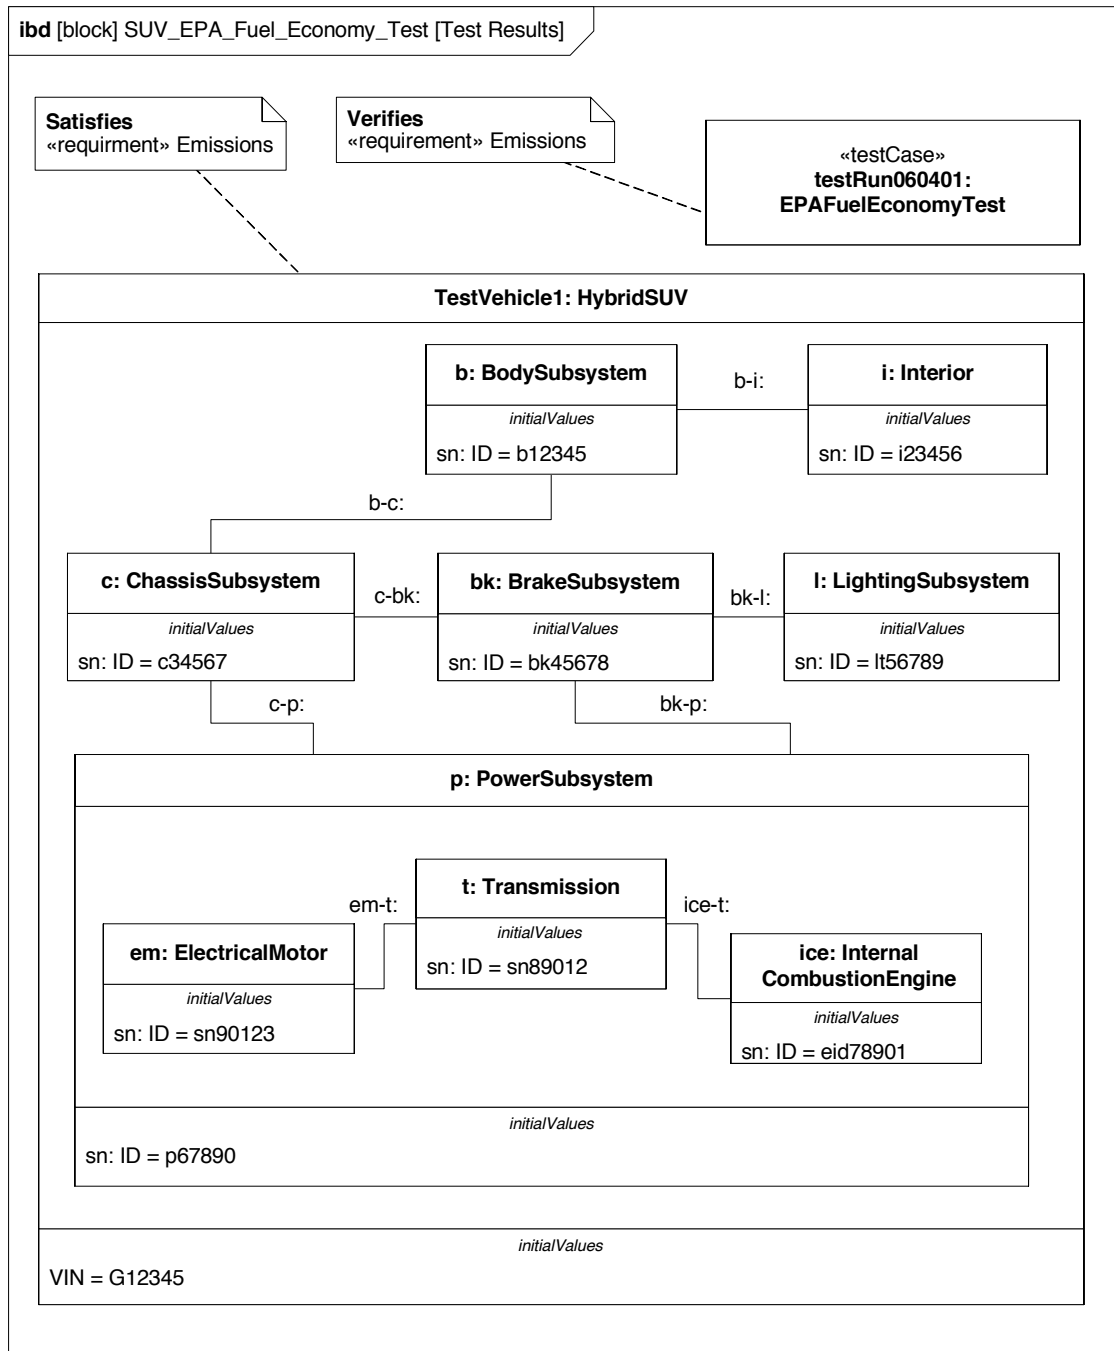 ibd [block] SUV_EPA_Fuel_Economy_Test [Test Results]
Satisfies
«requirment» Emissions
Verifies
«requirement» Emissions
«testCase»
testRun060401:
EPAFuelEconomyTest
TestVehicle1: HybridSUV
b: BodySubsystem
initialValues
sn: ID = b12345
b-i:
i: Interior
initialValues
sn: ID = i23456
b-c:
c: ChassisSubsystem
initialValues
sn: ID = c34567
c-bk:
bk: BrakeSubsystem
initialValues
sn: ID = bk45678
bk-l:
l: LightingSubsystem
initialValues
sn: ID = lt56789
c-p:
bk-p:
p: PowerSubsystem
em-t:
t: Transmission
initialValues
sn: ID = sn89012
ice-t:
em: ElectricalMotor
initialValues
sn: ID = sn90123
ice: Internal
CombustionEngine
initialValues
sn: ID = eid78901
initialValues
sn: ID = p67890
initialValues
VIN = G12345